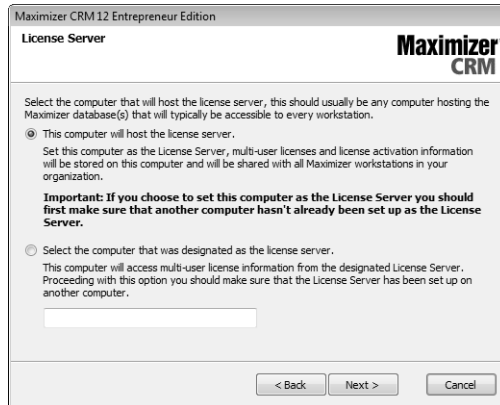 Maximizer CRM 12 Entrepreneur Edition
License Server
Maximizer
CRM
Select the computer that will host the license server, this should usually be any computer hosting the
Maximizer database(s) that will typically be accessible to every workstation.
This computer will host the license server.
Set this computer as the License Server, multi-user licenses and license activation information
will be stored on this computer and will be shared with all Maximizer workstations in your
organization.
Important: If you choose to set this computer as the License Server you should
first make sure that another computer hasn't already been set up as the License
Server.
Select the computer that was designated as the license server.
This computer will access multi-user license information from the designated License Server.
Proceeding with this option you should make sure that the License Server has been set up on
another computer.
< Back Next > Cancel